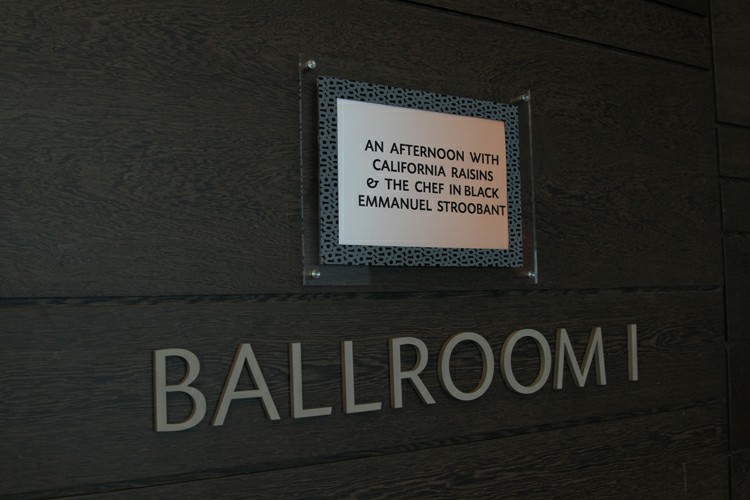 AN AFTERNOON WITH
CALIFORNIA RAISINS
& THE CHEF IN BLACK
EMMANUEL STROOBANT
BALLROOM I